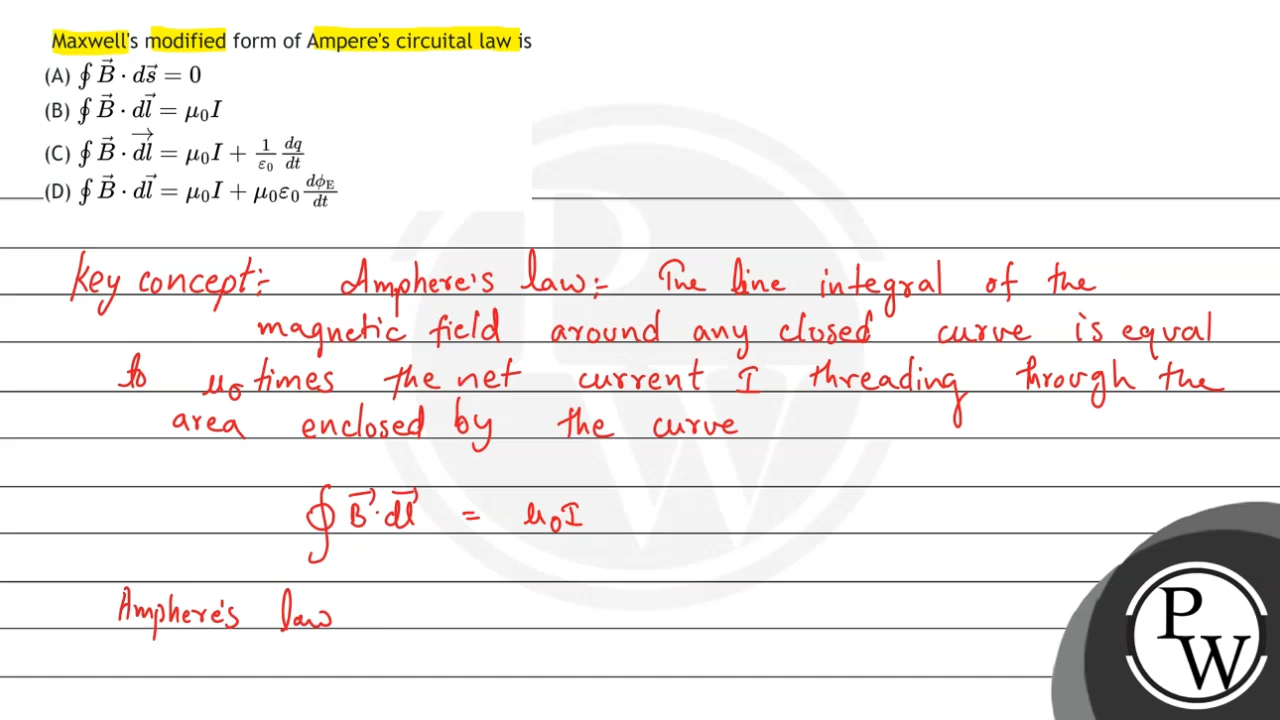 Maxwell's modified form of Ampere's circuital law is
(A) ∮ B⃗ · ds⃗ = 0
(B) ∮ B⃗ · dl⃗ = μ₀I
(C) ∮ B⃗ · dl⃗ = μ₀I + 1/ε₀ dq/dt
(D) ∮ B⃗ · dl⃗ = μ₀I + μ₀ε₀ dϕ_E/dt
Key concept:- Amphere's law:- The line integral of the
magnetic field around any closed curve is equal
to μ₀ times the net current I threading through the
area enclosed by the curve
∮ B⃗ · dl⃗ = μ₀I
Amphere's law
P
W